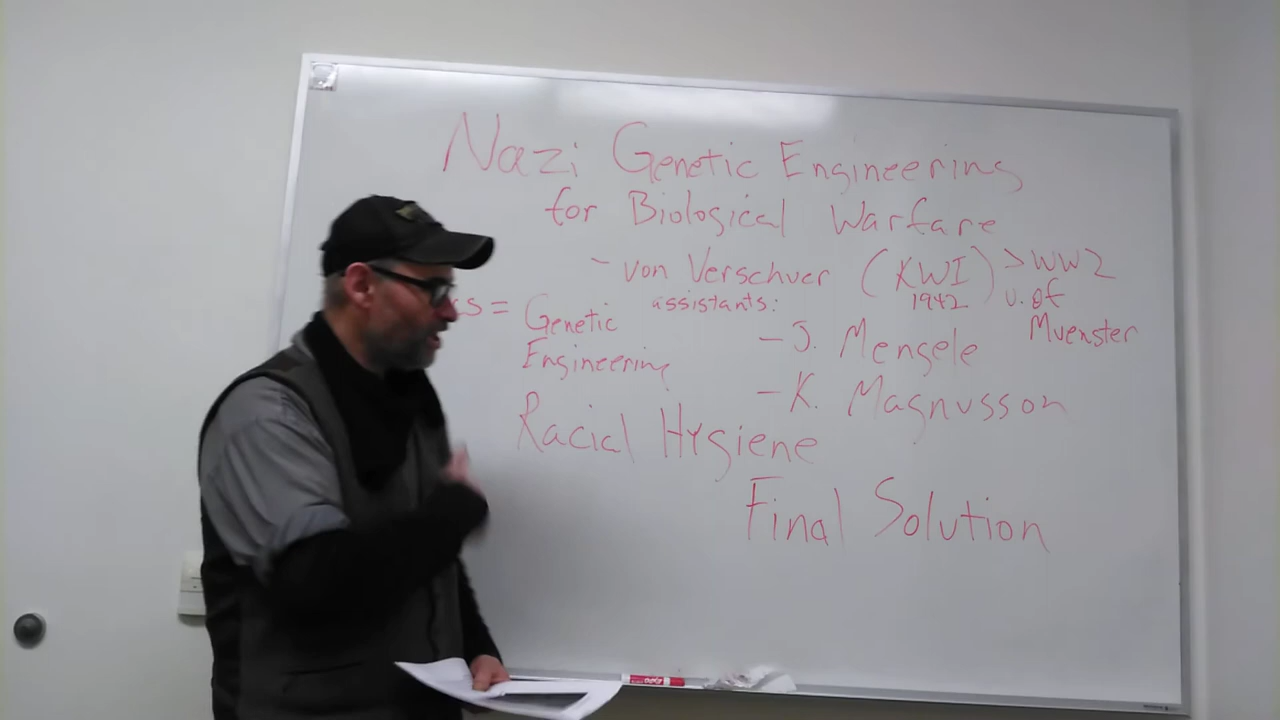 Nazi Genetic Engineering
for Biological Warfare
- von Verschuer (KWI) > WW2
1942 U. of
Muenster
assistants:
= Genetic
Engineering
- J. Mengele
- K. Magnusson
Racial Hygiene
Final Solution